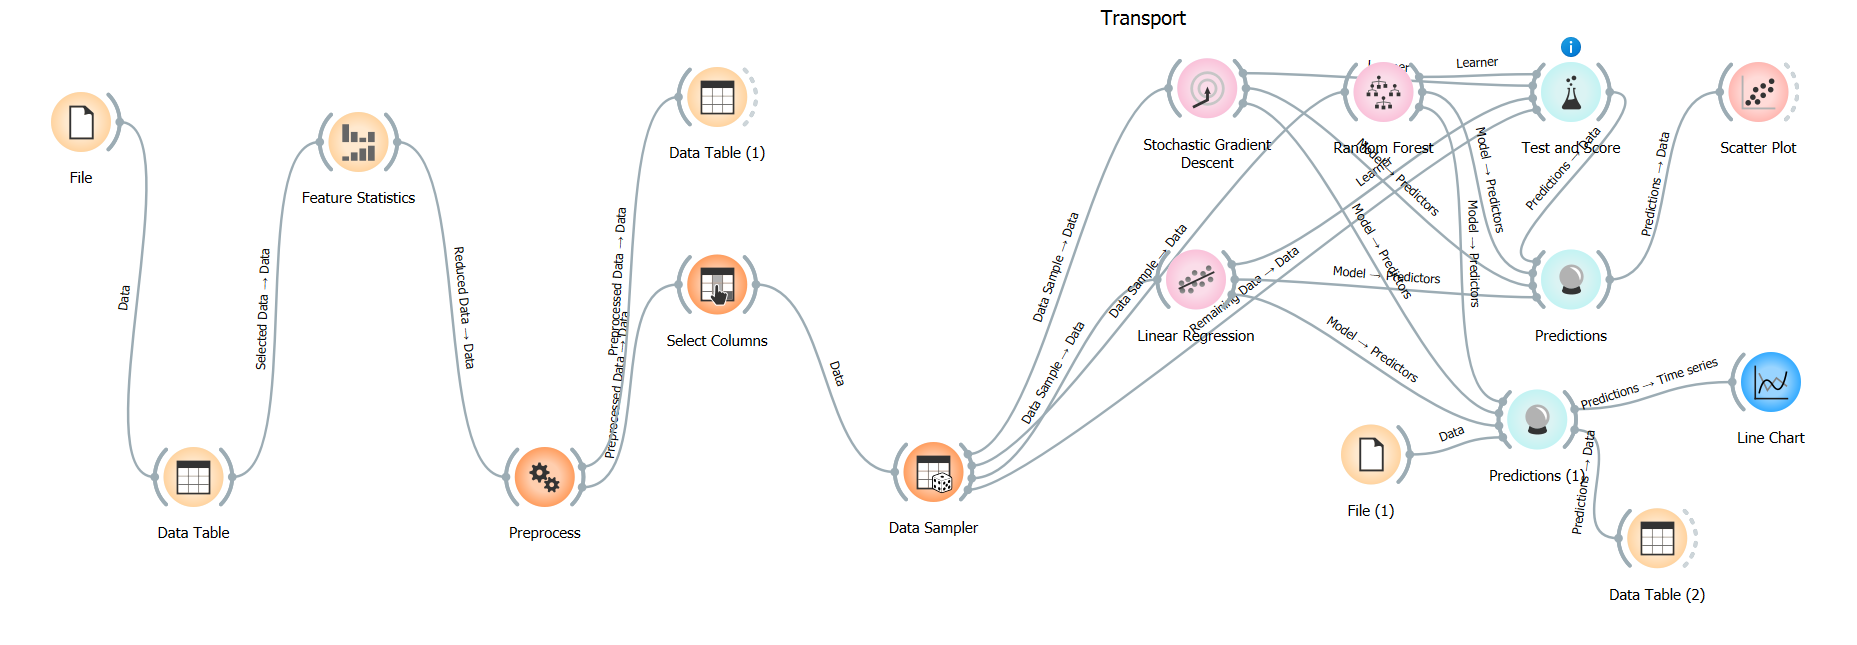 Transport
File
Data
Data Table
Selected Data → Data
Feature Statistics
Reduced Data → Data
Preprocess
Preprocessed Data → Data
Preprocessed Data → Data
Data Table (1)
Select Columns
Data
Data Sampler
Data Sample → Data
Data Sample → Data
Data Sample → Data
Remaining Data → Data
Stochastic Gradient
Descent
Learner
Random Forest
Learner
Test and Score
Scatter Plot
Model → Predictors
Learner
Model → Predictors
Predictions → Data
Predictions → Data
Model → Predictors
Model → Predictors
Linear Regression
Model → Predictors
Predictions
Model → Predictors
Predictions → Time series
Line Chart
Data
File (1)
Predictions (1)
Predictions → Data
Data Table (2)